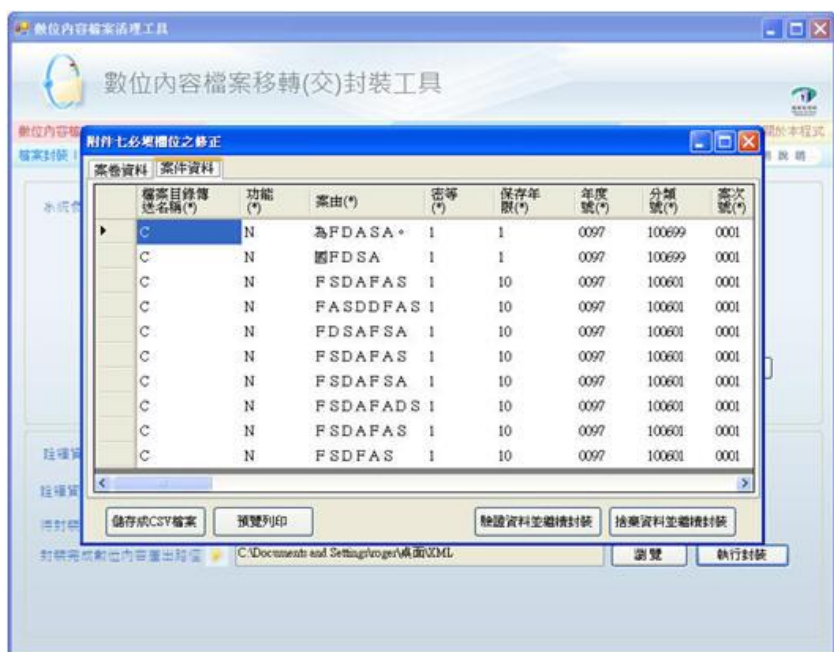 數位內容檔案清理工具
數位內容檔案移轉(交)封裝工具
附件七必填欄位之修正
案卷資料 案件資料
檔案目錄傳送名稱(*) 功能(*) 案由(*) 密等(*) 保存年限(*) 年度號(*) 分類號(*) 案次號(*)
C N 為FDASA。 1 1 0097 100699 0001
C N 國FDSA 1 1 0097 100699 0001
C N FSDAFAS 1 10 0097 100601 0001
C N FASDDFAS 1 10 0097 100601 0001
C N FDSAFSA 1 10 0097 100601 0001
C N FSDAFAS 1 10 0097 100601 0001
C N FSDAFSA 1 10 0097 100601 0001
C N FSDAFADS 1 10 0097 100601 0001
C N FSDAFAS 1 10 0097 100601 0001
C N FSDFAS 1 10 0097 100601 0001
儲存成CSV檔案 預覽列印 驗證資料並繼續封裝 捨棄資料並繼續封裝
封裝完成數位內容匯出路徑 C:\Documents and Settings\roger\桌面\XML 瀏覽 執行封裝